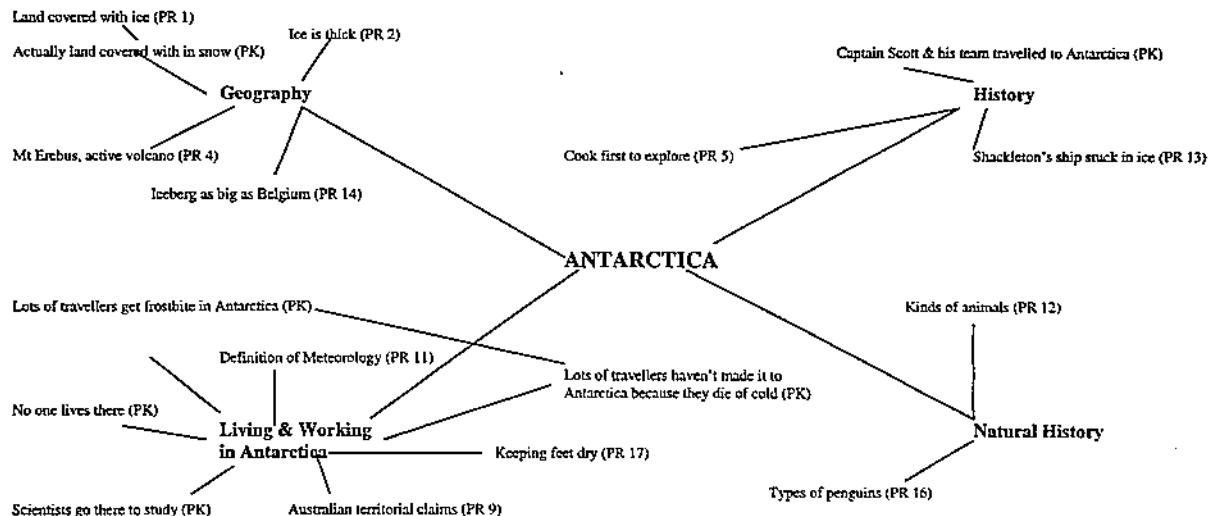 Land covered with ice (PR 1)
Ice is thick (PR 2)
Actually land covered with in snow (PK)
Captain Scott & his team travelled to Antarctica (PK)
Geography
History
Mt Erebus, active volcano (PR 4)
Cook first to explore (PR 5)
Shackleton's ship stuck in ice (PR 13)
Iceberg as big as Belgium (PR 14)
ANTARCTICA
Lots of travellers get frostbite in Antarctica (PK)
Kinds of animals (PR 12)
Definition of Meteorology (PR 11)
Lots of travellers haven't made it to
Antarctica because they die of cold (PK)
No one lives there (PK)
Living & Working
in Antarctica
Natural History
Keeping feet dry (PR 17)
Types of penguins (PR 16)
Scientists go there to study (PK)
Australian territorial claims (PR 9)